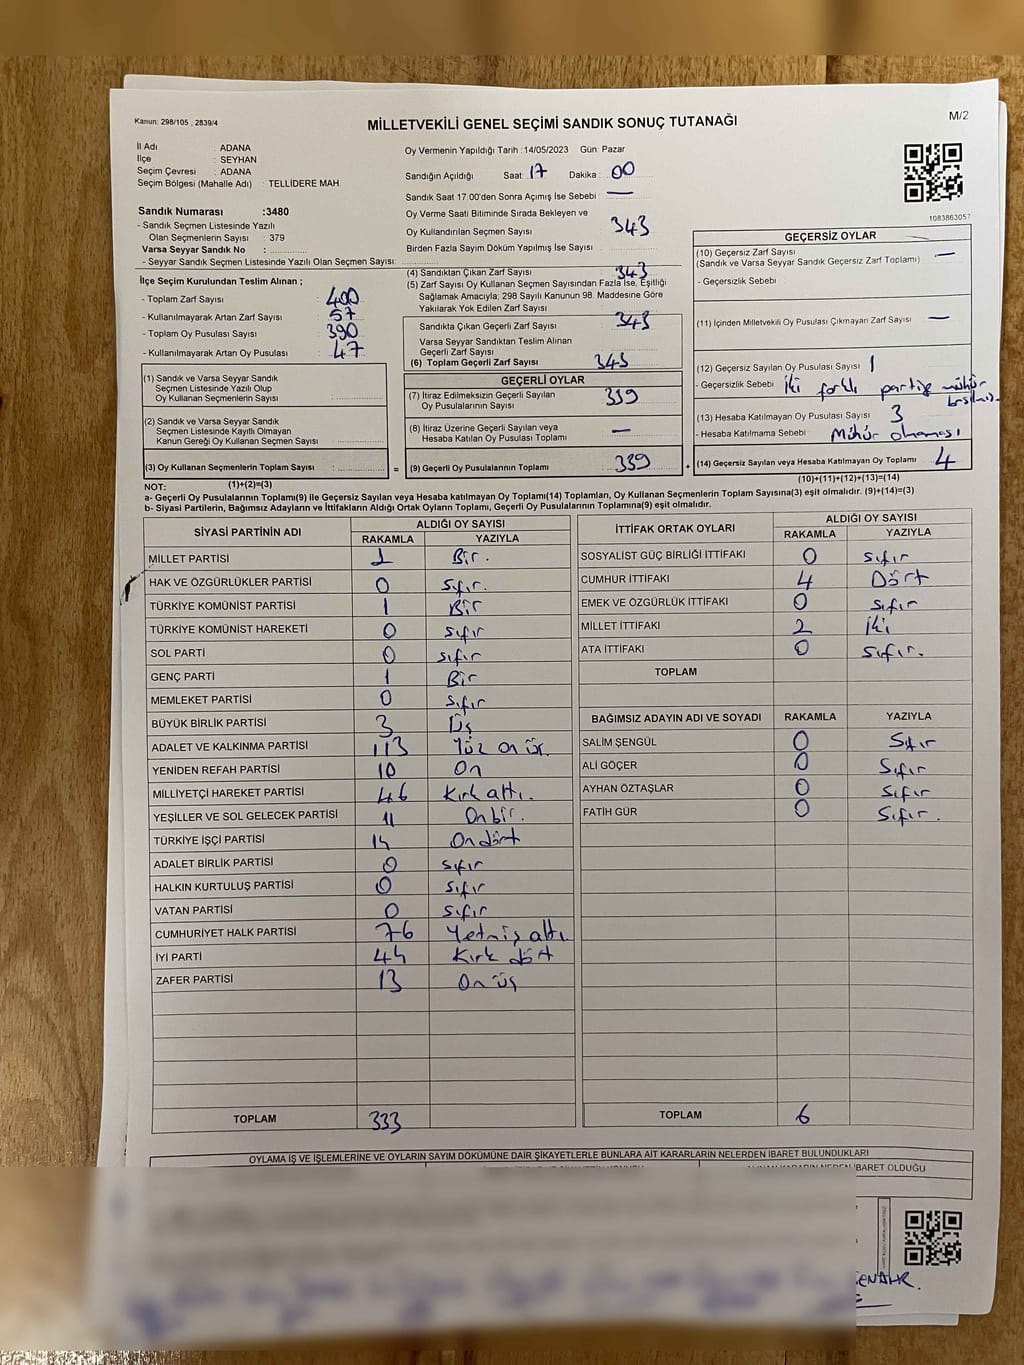 Kanun: 298/105 , 2839/4
MİLLETVEKİLİ GENEL SEÇİMİ SANDIK SONUÇ TUTANAĞI
M/2
İl Adı : ADANA
İlçe : SEYHAN
Seçim Çevresi : ADANA
Seçim Bölgesi (Mahalle Adı) : TELLİDERE MAH
Sandık Numarası :3480
- Sandık Seçmen Listesinde Yazılı
Olan Seçmenlerin Sayısı : 379
Varsa Seyyar Sandık No :
- Seyyar Sandık Seçmen Listesinde Yazılı Olan Seçmen Sayısı:
İlçe Seçim Kurulundan Teslim Alınan ;
- Toplam Zarf Sayısı : 400
- Kullanılmayarak Artan Zarf Sayısı : 57
- Toplam Oy Pusulası Sayısı : 390
- Kullanılmayarak Artan Oy Pusulası : 47
(1) Sandık ve Varsa Seyyar Sandık
Seçmen Listesinde Yazılı Olup
Oy Kullanan Seçmenlerin Sayısı :
(2) Sandık ve Varsa Seyyar Sandık
Seçmen Listesinde Kayıtlı Olmayan
Kanun Gereği Oy Kullanan Seçmen Sayısı :
(3) Oy Kullanan Seçmenlerin Toplam Sayısı : =
(1)+(2)=(3)
Oy Vermenin Yapıldığı Tarih : 14/05/2023 Gün: Pazar
Sandığın Açıldığı Saat : 17 Dakika : 00
Sandık Saat 17:00'den Sonra Açımış İse Sebebi : —
Oy Verme Saati Bitiminde Sırada Bekleyen ve
Oy Kullandırılan Seçmen Sayısı : 343
Birden Fazla Sayım Döküm Yapılmış İse Sayısı :
(4) Sandıktan Çıkan Zarf Sayısı : 343
(5) Zarf Sayısı Oy Kullanan Seçmen Sayısından Fazla İse, Eşitliği
Sağlamak Amacıyla; 298 Sayılı Kanunun 98. Maddesine Göre
Yakılarak Yok Edilen Zarf Sayısı :
Sandıkta Çıkan Geçerli Zarf Sayısı : 343
Varsa Seyyar Sandıktan Teslim Alınan
Geçerli Zarf Sayısı :
(6) Toplam Geçerli Zarf Sayısı : 343
GEÇERLİ OYLAR
(7) İtiraz Edilmeksizin Geçerli Sayılan
Oy Pusulalarının Sayısı : 339
(8) İtiraz Üzerine Geçerli Sayılan veya
Hesaba Katılan Oy Pusulası Toplamı : —
(9) Geçerli Oy Pusulalarının Toplamı : 339 +
1083863057
GEÇERSİZ OYLAR
(10) Geçersiz Zarf Sayısı : —
(Sandık ve Varsa Seyyar Sandık Geçersiz Zarf Toplamı)
- Geçersizlik Sebebi :
(11) İçinden Milletvekili Oy Pusulası Çıkmayan Zarf Sayısı : —
(12) Geçersiz Sayılan Oy Pusulası Sayısı : 1
- Geçersizlik Sebebi : İki farklı partiye mühür
basılmış.
(13) Hesaba Katılmayan Oy Pusulası Sayısı : 3
- Hesaba Katılmama Sebebi : Mühür olmaması
(14) Geçersiz Sayılan veya Hesaba Katılmayan Oy Toplamı : 4
(10)+(11)+(12)+(13)=(14)
NOT:
a- Geçerli Oy Pusulalarının Toplamı(9) ile Geçersiz Sayılan veya Hesaba katılmayan Oy Toplamı(14) Toplamları, Oy Kullanan Seçmenlerin Toplam Sayısına(3) eşit olmalıdır. (9)+(14)=(3)
b- Siyasi Partilerin, Bağımsız Adayların ve İttifakların Aldığı Ortak Oyların Toplamı, Geçerli Oy Pusulalarının Toplamına(9) eşit olmalıdır.
SİYASİ PARTİNİN ADI ALDIĞI OY SAYISI
RAKAMLA YAZIYLA
MİLLET PARTİSİ 1 Bir.
HAK VE ÖZGÜRLÜKLER PARTİSİ 0 Sıfır.
TÜRKİYE KOMÜNİST PARTİSİ 1 Bir
TÜRKİYE KOMÜNİST HAREKETİ 0 sıfır
SOL PARTİ 0 sıfır
GENÇ PARTİ 1 Bir
MEMLEKET PARTİSİ 0 Sıfır
BÜYÜK BİRLİK PARTİSİ 3 Üç
ADALET VE KALKINMA PARTİSİ 113 Yüz on üç.
YENİDEN REFAH PARTİSİ 10 On
MİLLİYETÇİ HAREKET PARTİSİ 46 Kırk altı.
YEŞİLLER VE SOL GELECEK PARTİSİ 11 On bir.
TÜRKİYE İŞÇİ PARTİSİ 14 On dört
ADALET BİRLİK PARTİSİ 0 sıfır
HALKIN KURTULUŞ PARTİSİ 0 sıfır
VATAN PARTİSİ 0 sıfır
CUMHURİYET HALK PARTİSİ 76 Yetmiş altı.
İYİ PARTİ 44 Kırk dört
ZAFER PARTİSİ 13 On üç
TOPLAM 333
İTTİFAK ORTAK OYLARI ALDIĞI OY SAYISI
RAKAMLA YAZIYLA
SOSYALİST GÜÇ BİRLİĞİ İTTİFAKI 0 sıfır
CUMHUR İTTİFAKI 4 Dört
EMEK VE ÖZGÜRLÜK İTTİFAKI 0 sıfır
MİLLET İTTİFAKI 2 İki
ATA İTTİFAKI 0 sıfır.
TOPLAM
BAĞIMSIZ ADAYIN ADI VE SOYADI RAKAMLA YAZIYLA
SALİM ŞENGÜL 0 Sıfır
ALİ GÖÇER 0 Sıfır
AYHAN ÖZTAŞLAR 0 Sıfır
FATİH GÜR 0 Sıfır.
TOPLAM 6
OYLAMA İŞ VE İŞLEMLERİNE VE OYLARIN SAYIM DÖKÜMÜNE DAİR ŞİKAYETLERLE BUNLARA AİT KARARLARIN NELERDEN İBARET BULUNDUKLARI
İBARET OLDUĞU